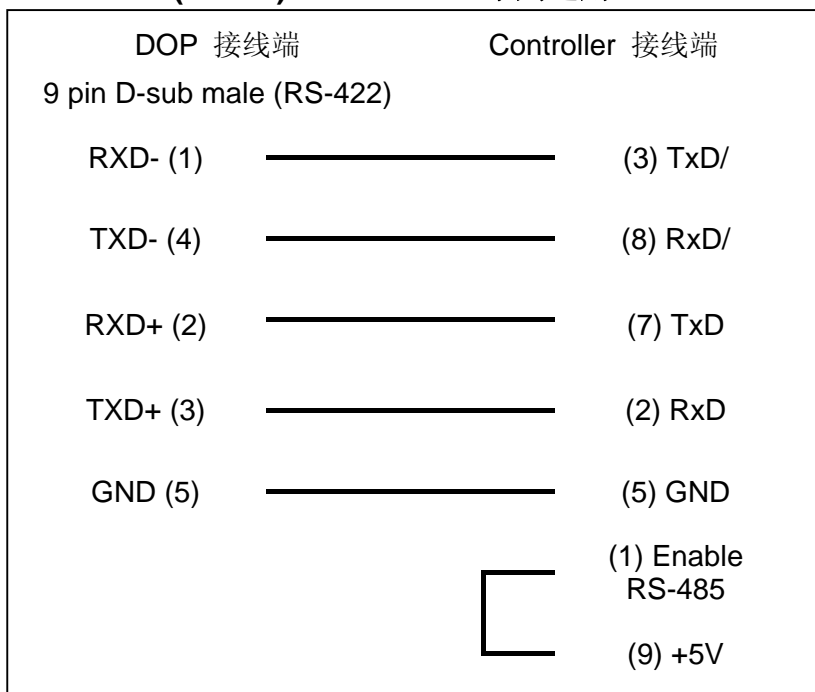 DOP 接线端 Controller 接线端
9 pin D-sub male (RS-422)
RXD- (1) (3) TxD/
TXD- (4) (8) RxD/
RXD+ (2) (7) TxD
TXD+ (3) (2) RxD
GND (5) (5) GND
(1) Enable
RS-485
(9) +5V